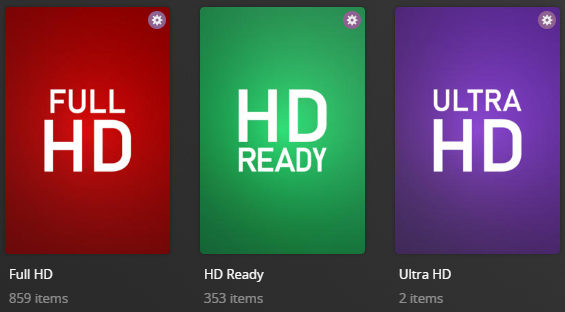 FULL
HD
HD
READY
ULTRA
HD
Full HD
HD Ready
Ultra HD
859 items
353 items
2 items